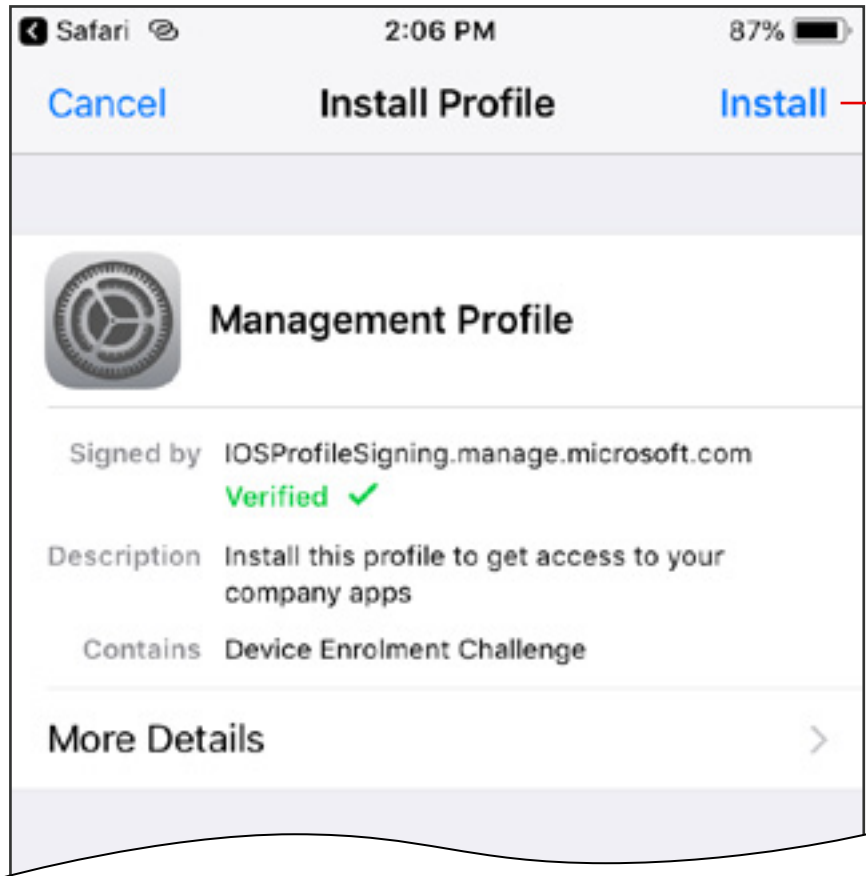 Safari 2:06 PM 87%
Cancel Install Profile Install
Management Profile
Signed by IOSProfileSigning.manage.microsoft.com
Verified ✓
Description Install this profile to get access to your
company apps
Contains Device Enrolment Challenge
More Details